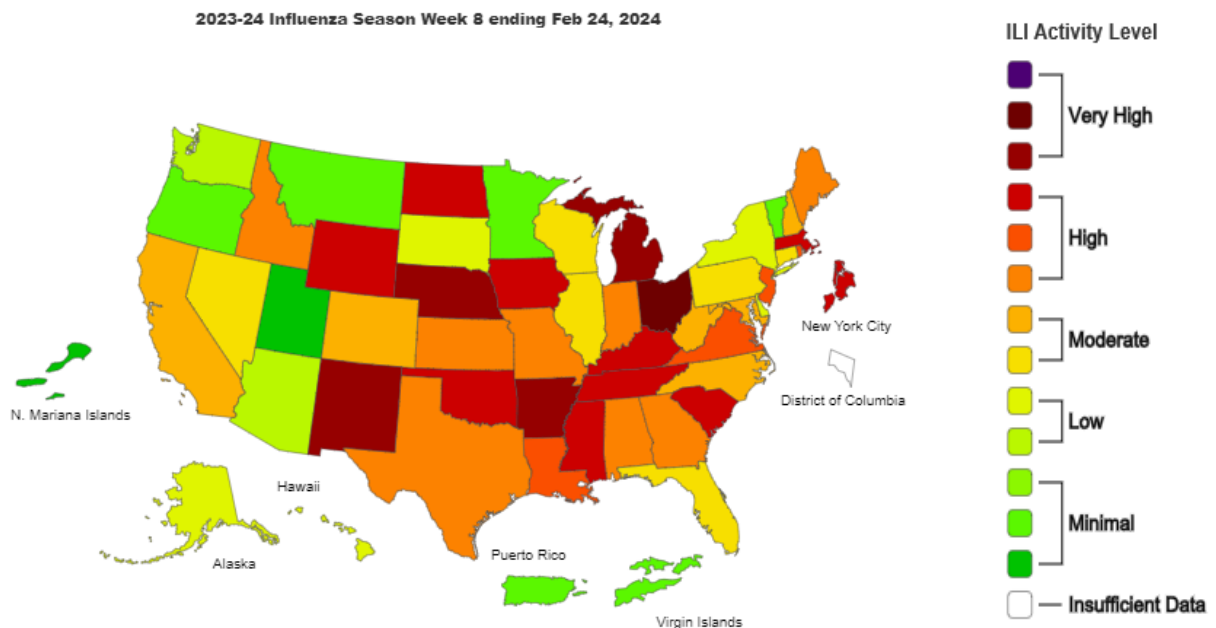 2023-24 Influenza Season Week 8 ending Feb 24, 2024
ILI Activity Level
Very High
High
Moderate
Low
Minimal
Insufficient Data
New York City
District of Columbia
N. Mariana Islands
Hawaii
Alaska
Puerto Rico
Virgin Islands